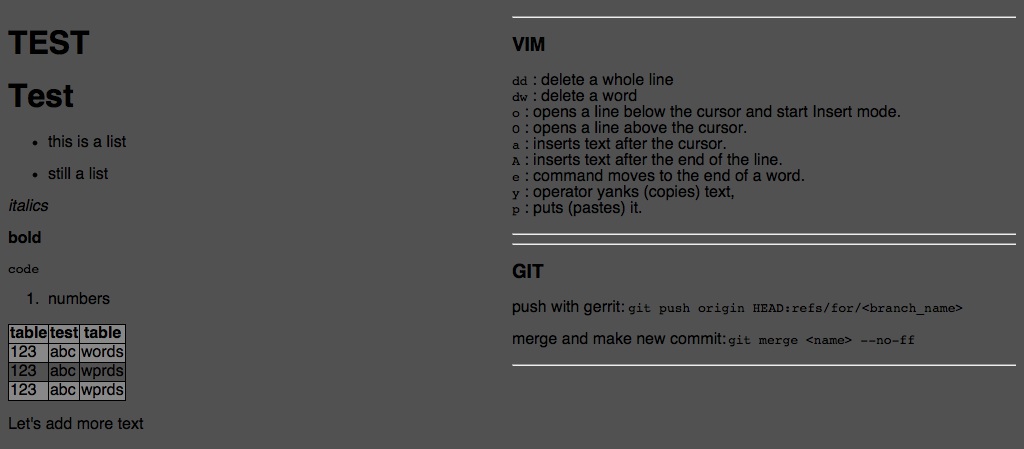 TEST
Test
• this is a list
• still a list
italics
bold
code
1. numbers
table test table
123 abc words
123 abc wprds
123 abc wprds
Let's add more text
VIM
dd : delete a whole line
dw : delete a word
o : opens a line below the cursor and start Insert mode.
O : opens a line above the cursor.
a : inserts text after the cursor.
A : inserts text after the end of the line.
e : command moves to the end of a word.
y : operator yanks (copies) text,
p : puts (pastes) it.
GIT
push with gerrit: git push origin HEAD:refs/for/<branch_name>
merge and make new commit: git merge <name> --no-ff